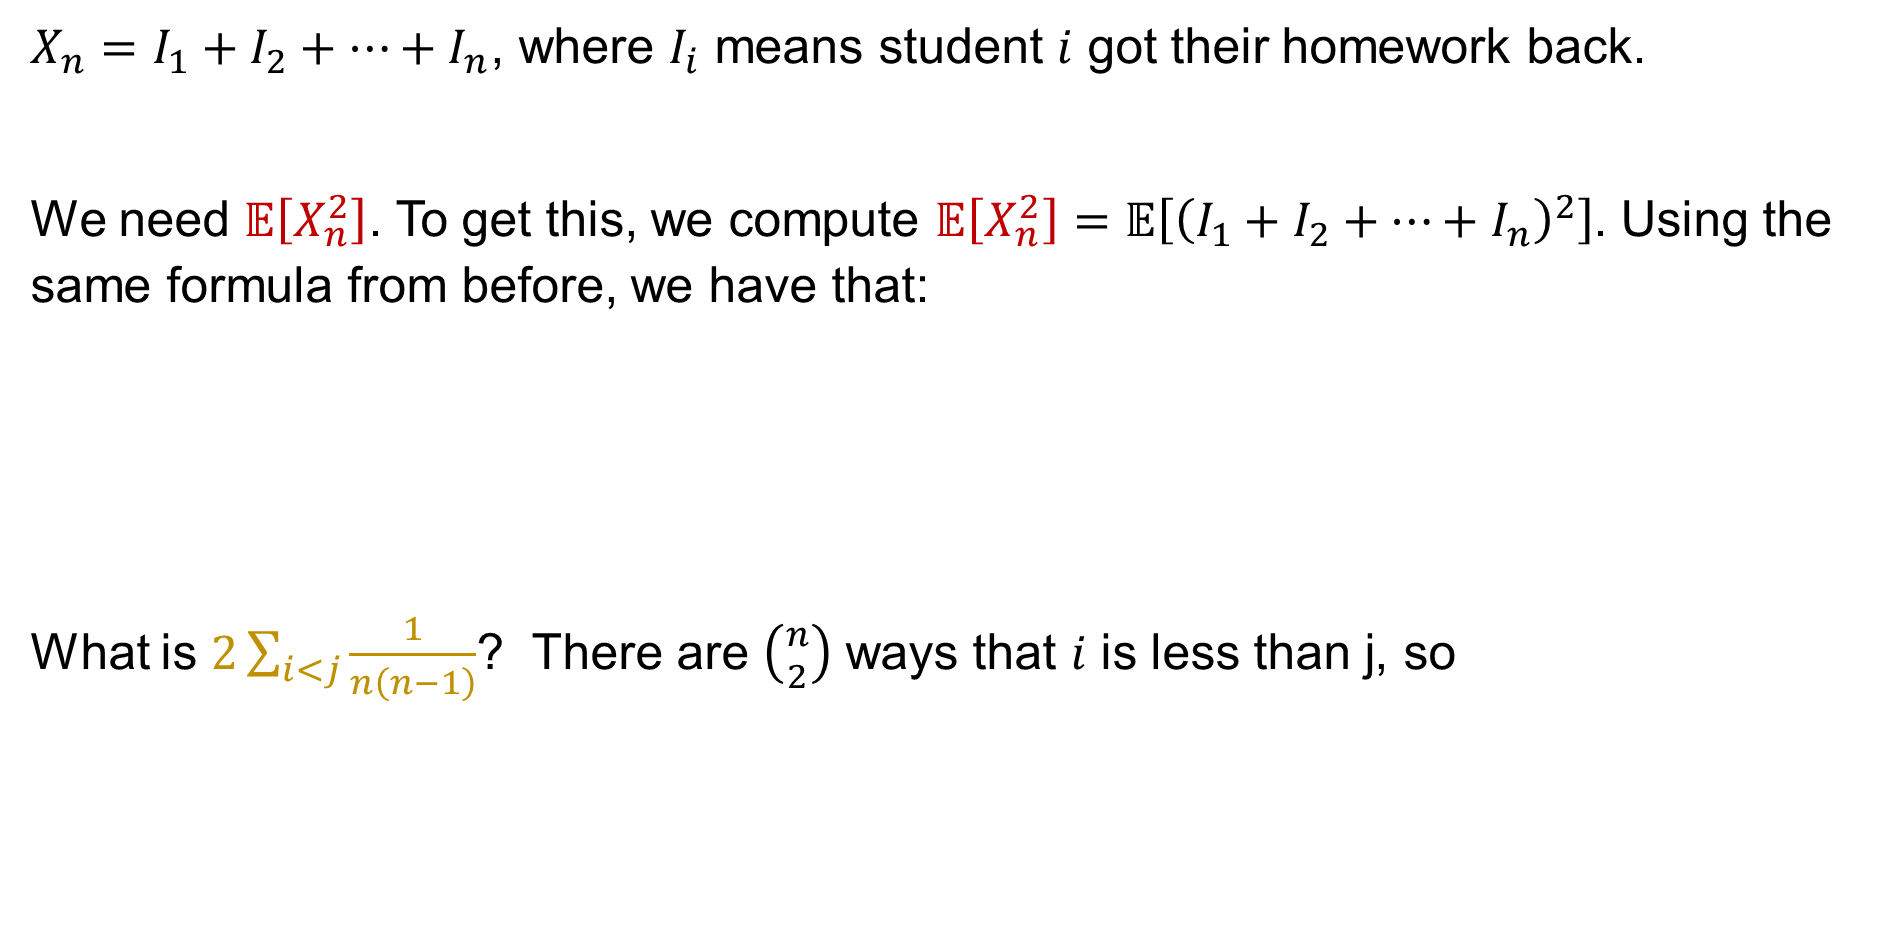 Xₙ = I₁ + I₂ + ⋯ + Iₙ, where Iᵢ means student i got their homework back.
We need 𝔼[Xₙ²]. To get this, we compute 𝔼[Xₙ²] = 𝔼[(I₁ + I₂ + ⋯ + Iₙ)²]. Using the
same formula from before, we have that:
What is 2 ∑_{i<j} \frac{1}{n(n−1)}? There are \binom{n}{2} ways that i is less than j, so